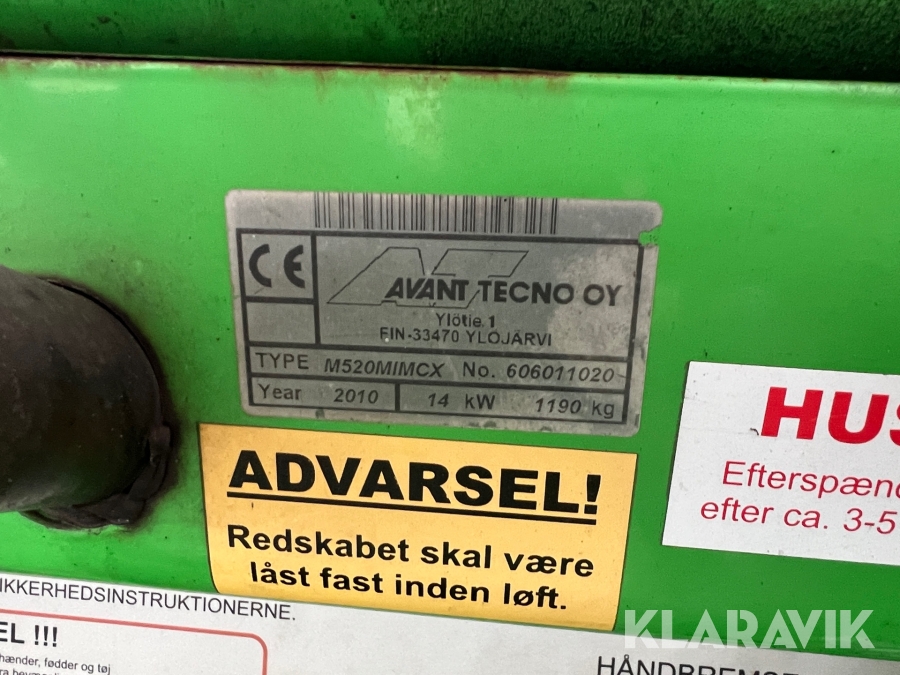 CE
AVANT TECNO OY
Ylötie 1
FIN-33470 YLÖJÄRVI
TYPE M520MIMCX No. 606011020
Year 2010 14 kW 1190 kg
ADVARSEL!
Redskabet skal være
låst fast inden løft.
HUS
Efterspænd
efter ca. 3-5
IKKERHEDSINSTRUKTIONERNE.
EL !!!
hænder, fødder og tøj
KLARAVIK
HÅNDBREMSE